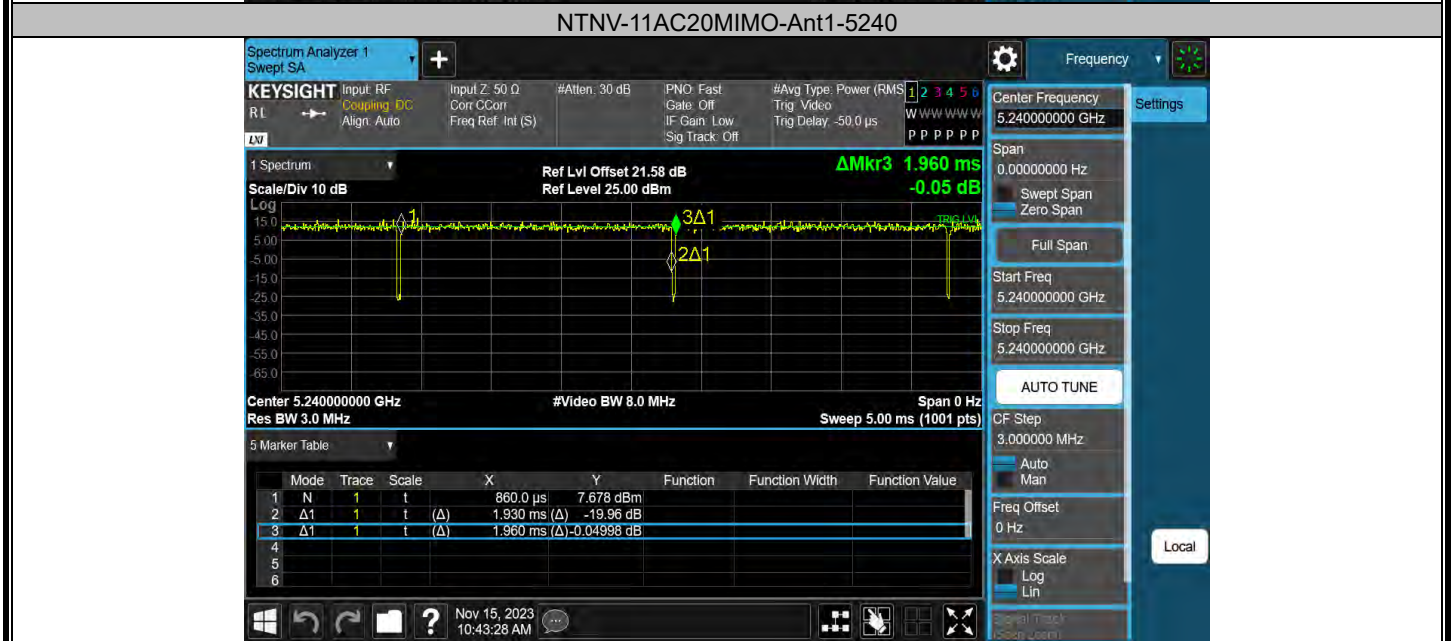 NTNV-11AC20MIMO-Ant1-5240
Spectrum Analyzer 1
Swept SA
+
Frequency
KEYSIGHT
RL
LXI
Input: RF
Coupling: DC
Align: Auto
Input Z: 50 Ω
Corr CCorr
Freq Ref: Int (S)
#Atten: 30 dB
PNO: Fast
Gate: Off
IF Gain: Low
Sig Track: Off
#Avg Type: Power (RMS
Trig: Video
Trig Delay: -50.0 µs
1 2 3 4 5 6
W W W W W W
P P P P P P
Center Frequency
5.240000000 GHz
Settings
1 Spectrum
Scale/Div 10 dB
Ref Lvl Offset 21.58 dB
Ref Level 25.00 dBm
ΔMkr3 1.960 ms
-0.05 dB
Log
15.0
5.00
-5.00
-15.0
-25.0
-35.0
-45.0
-55.0
-65.0
1
3Δ1
2Δ1
TRIG LVL
Center 5.240000000 GHz
Res BW 3.0 MHz
#Video BW 8.0 MHz
Span 0 Hz
Sweep 5.00 ms (1001 pts)
Span
0.00000000 Hz
Swept Span
Zero Span
Full Span
Start Freq
5.240000000 GHz
Stop Freq
5.240000000 GHz
AUTO TUNE
CF Step
3.000000 MHz
Auto
Man
Freq Offset
0 Hz
X Axis Scale
Log
Lin
Signal Track
(Span Zoom)
Local
5 Marker Table
Mode Trace Scale X Y Function Function Width Function Value
1 N 1 t 860.0 µs 7.678 dBm
2 Δ1 1 t (Δ) 1.930 ms (Δ) -19.96 dB
3 Δ1 1 t (Δ) 1.960 ms (Δ) -0.04998 dB
4
5
6
?
Nov 15, 2023
10:43:28 AM